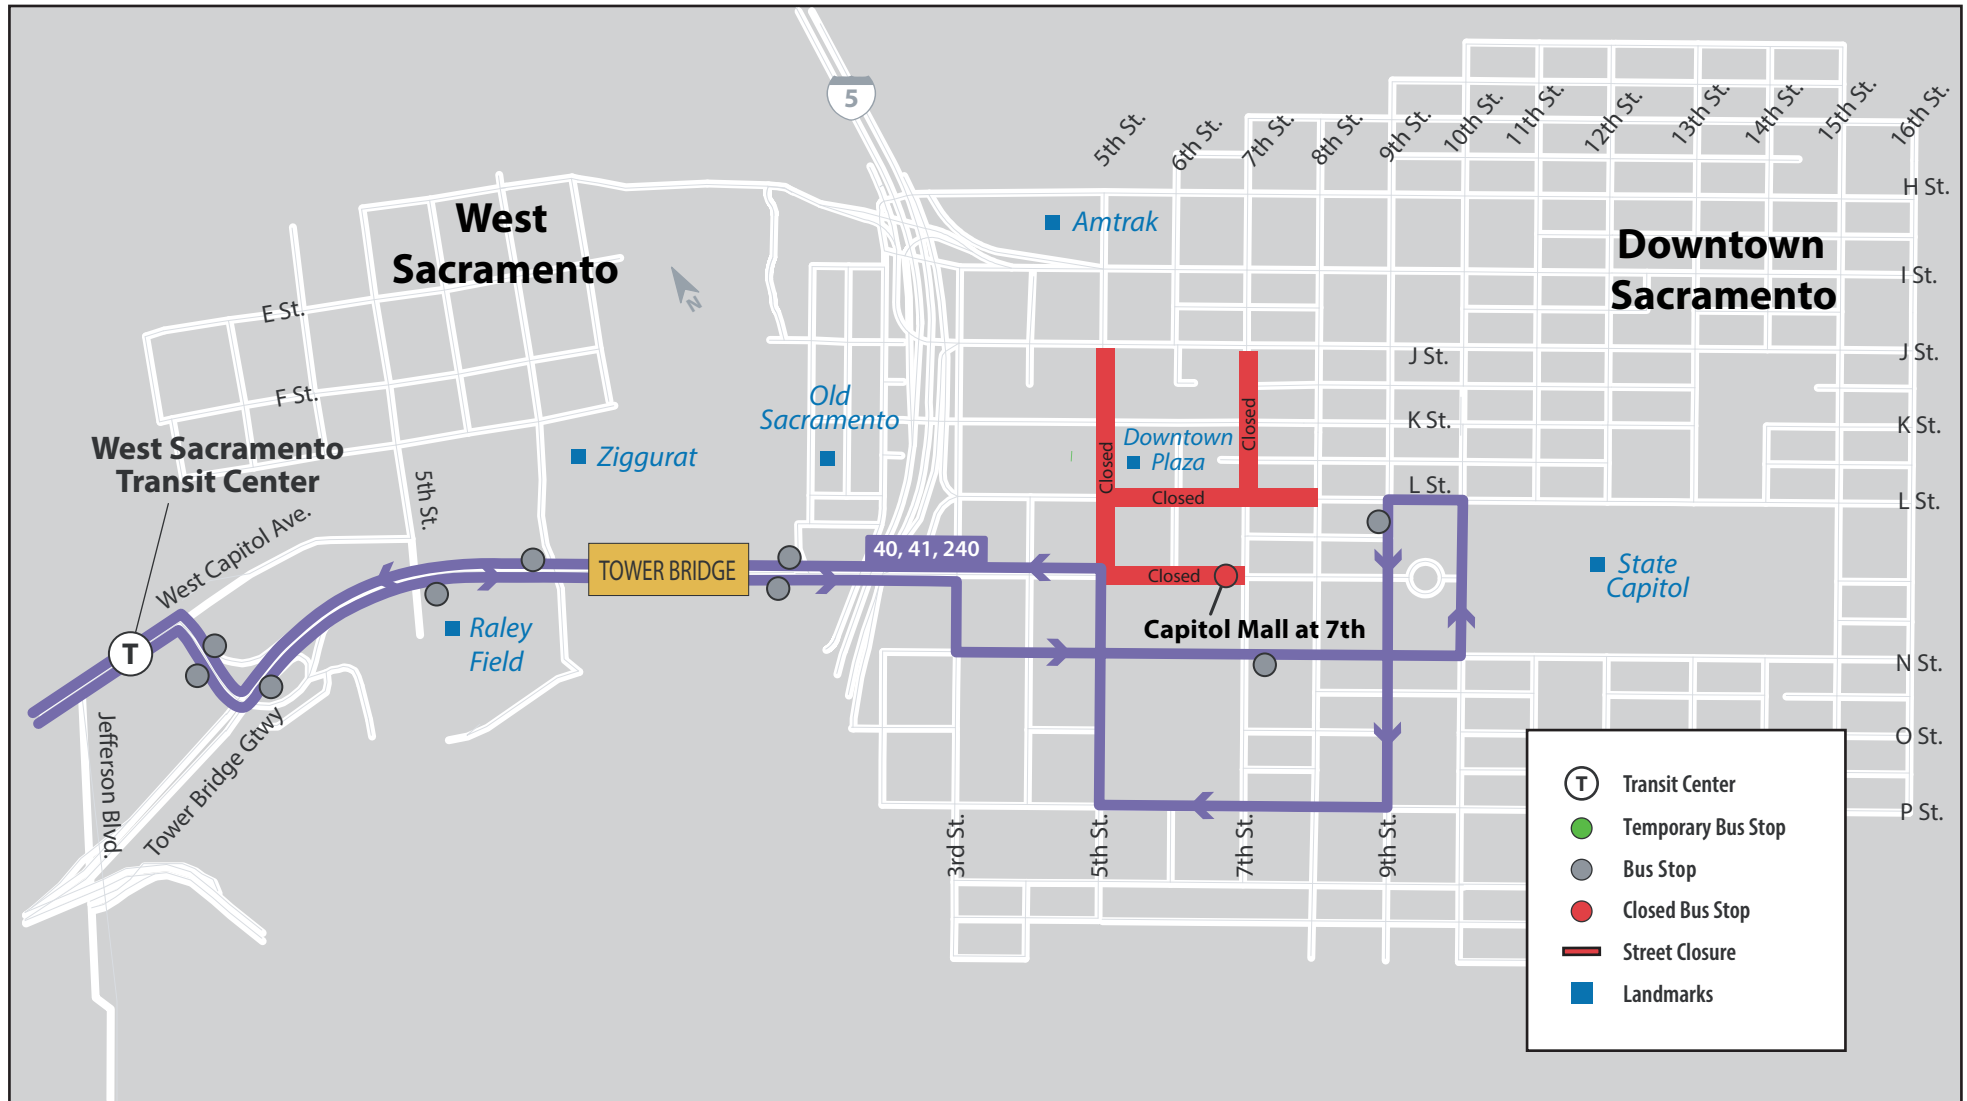 5
5th St.
6th St.
7th St.
8th St.
9th St.
10th St.
11th St.
12th St.
13th St.
14th St.
15th St.
16th St.
H St.
West
Sacramento
Amtrak
Downtown
Sacramento
I St.
N
E St.
J St.
J St.
F St.
Old
Sacramento
Closed
K St.
K St.
West Sacramento
Transit Center
Ziggurat
Downtown
Plaza
Closed
5th St.
L St.
L St.
Closed
West Capitol Ave.
40, 41, 240
TOWER BRIDGE
Closed
State
Capitol
Raley
Field
Capitol Mall at 7th
T
N St.
Jefferson Blvd.
Tower Bridge Gtwy
O St.
P St.
3rd St.
5th St.
7th St.
9th St.
T
Transit Center
Temporary Bus Stop
Bus Stop
Closed Bus Stop
Street Closure
Landmarks